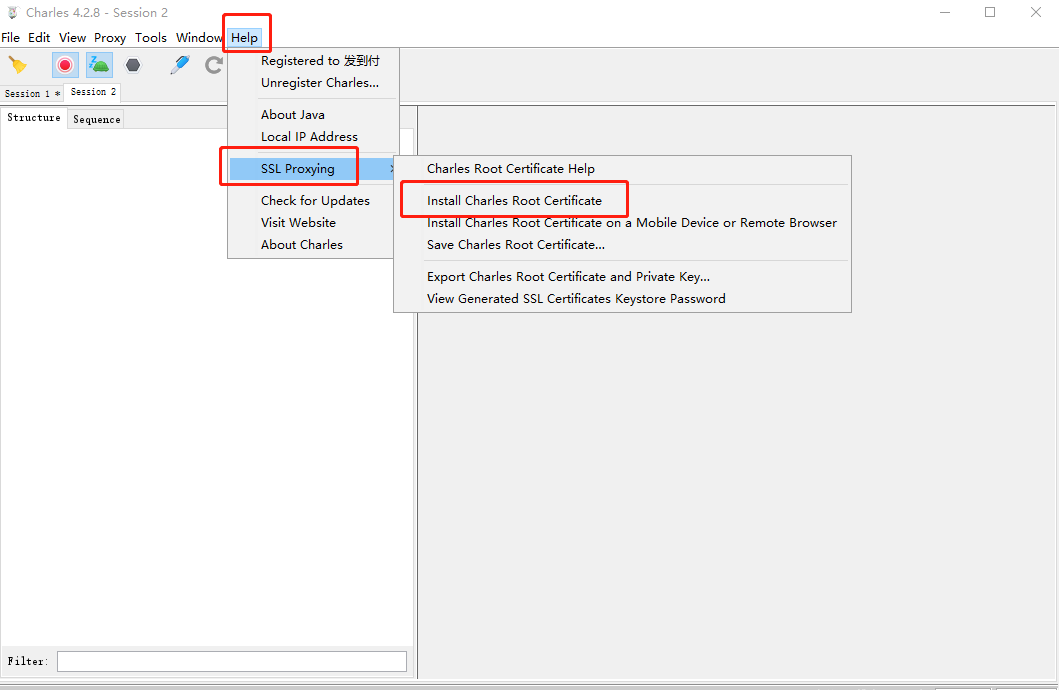 Charles 4.2.8 - Session 2
File Edit View Proxy Tools Window Help
Session 1 * Session 2
Structure Sequence
Registered to 发到付
Unregister Charles...
About Java
Local IP Address
SSL Proxying
Check for Updates
Visit Website
About Charles
Charles Root Certificate Help
Install Charles Root Certificate
Install Charles Root Certificate on a Mobile Device or Remote Browser
Save Charles Root Certificate...
Export Charles Root Certificate and Private Key...
View Generated SSL Certificates Keystore Password
Filter: